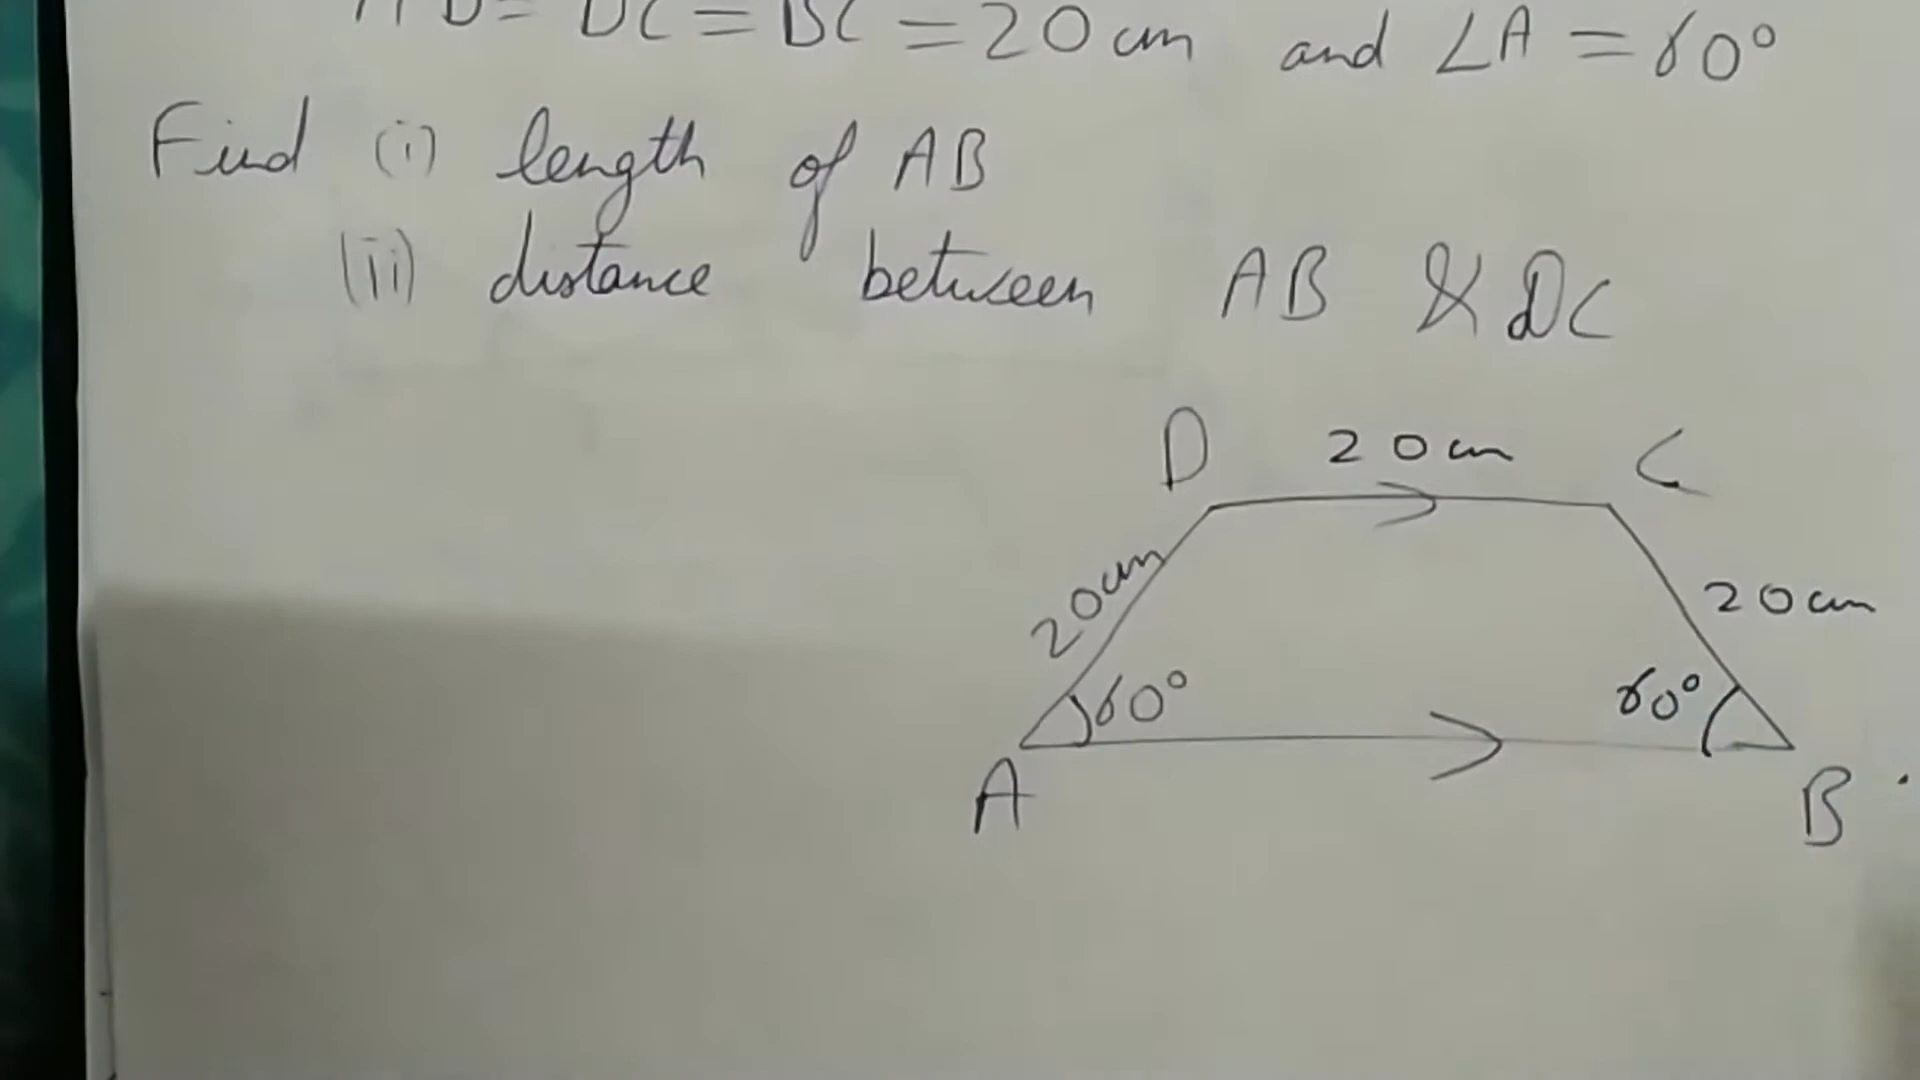 AD = DC = BC = 20 cm and ∠A = 60°
Find (i) length of AB
(ii) distance between AB & DC
D 20 cm C
20 cm
20 cm
60°
60°
A
B